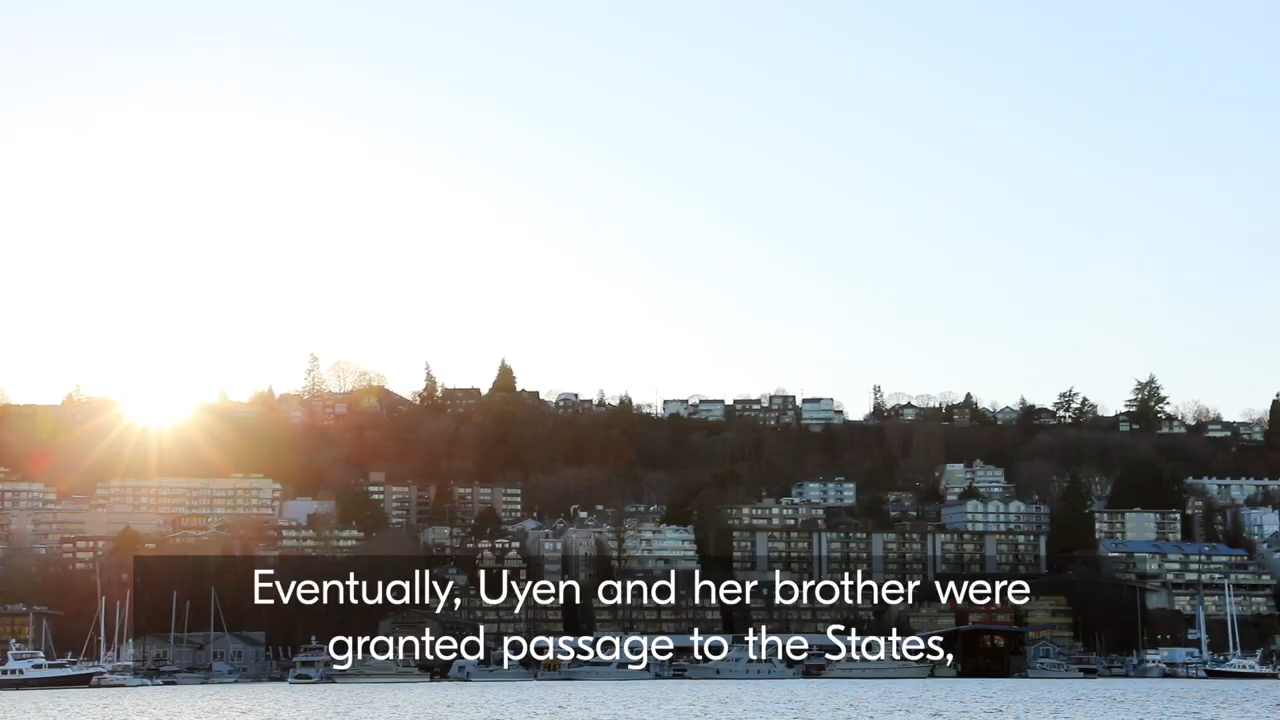 Eventually, Uyen and her brother were
granted passage to the States,